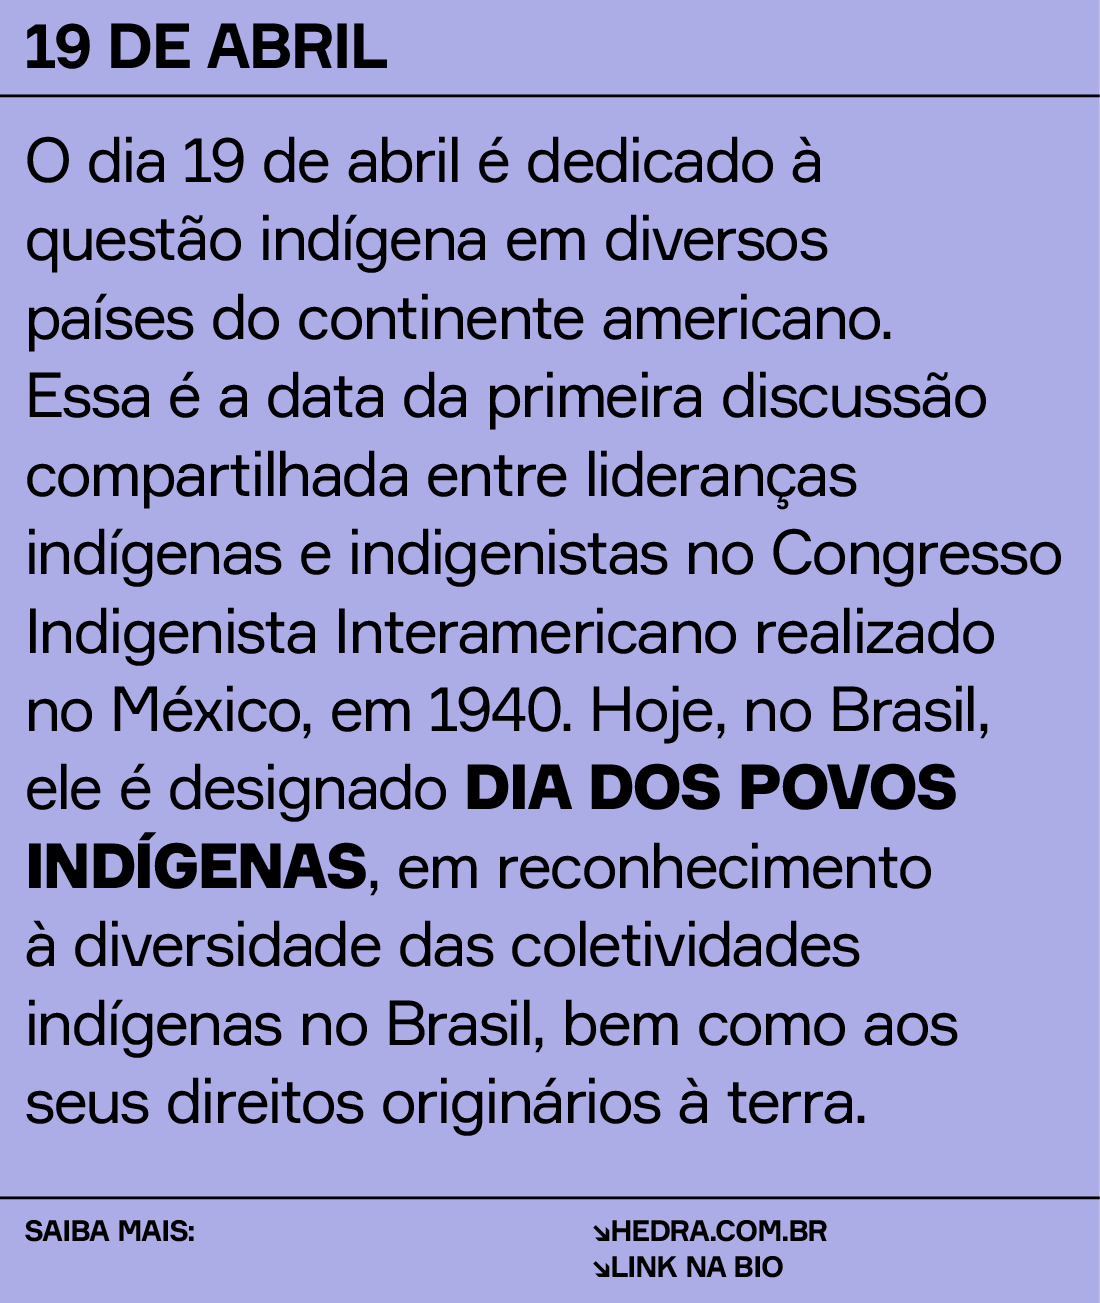 19 DE ABRIL
O dia 19 de abril é dedicado à
questão indígena em diversos
países do continente americano.
Essa é a data da primeira discussão
compartilhada entre lideranças
indígenas e indigenistas no Congresso
Indigenista Interamericano realizado
no México, em 1940. Hoje, no Brasil,
ele é designado DIA DOS POVOS
INDÍGENAS, em reconhecimento
à diversidade das coletividades
indígenas no Brasil, bem como aos
seus direitos originários à terra.
SAIBA MAIS:
↘HEDRA.COM.BR
↘LINK NA BIO